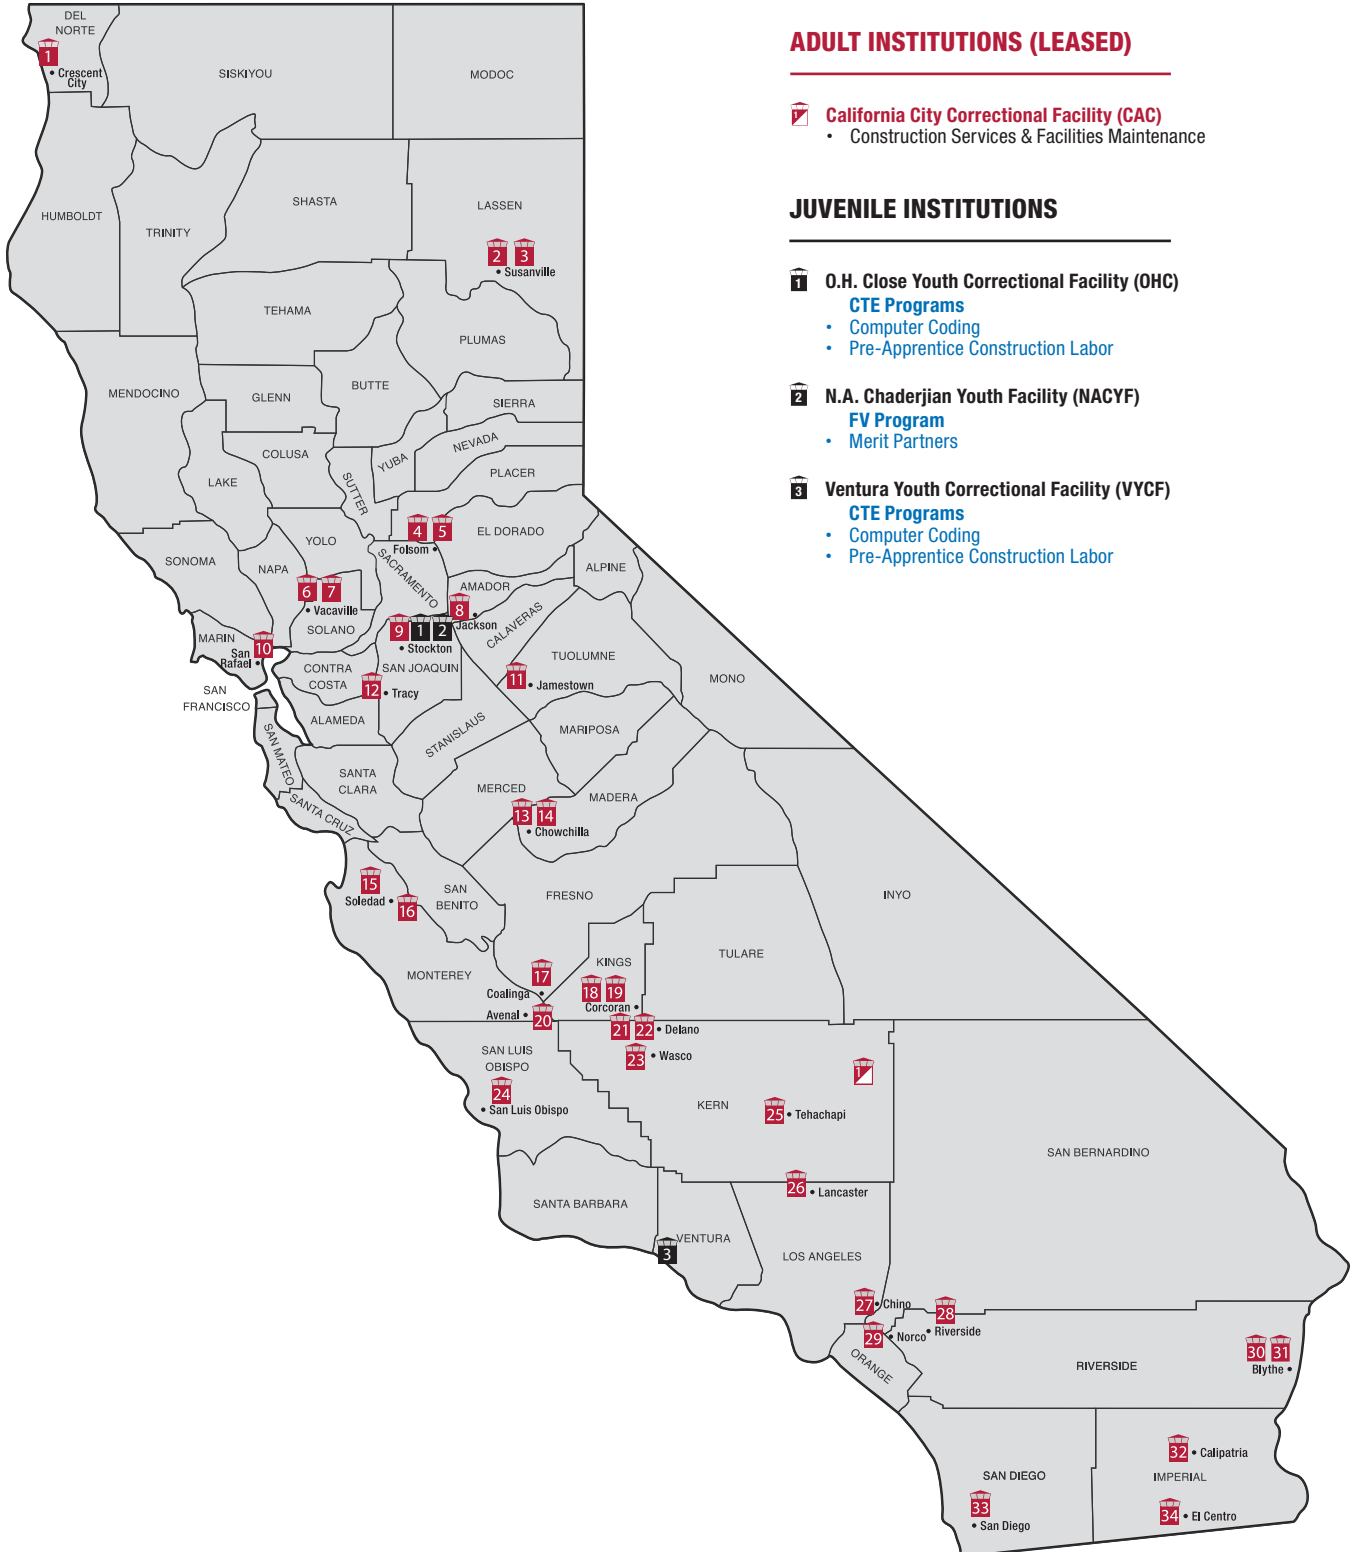 ADULT INSTITUTIONS (LEASED)
1 California City Correctional Facility (CAC)
• Construction Services & Facilities Maintenance
JUVENILE INSTITUTIONS
1 O.H. Close Youth Correctional Facility (OHC)
CTE Programs
• Computer Coding
• Pre-Apprentice Construction Labor
2 N.A. Chaderjian Youth Facility (NACYF)
FV Program
• Merit Partners
3 Ventura Youth Correctional Facility (VYCF)
CTE Programs
• Computer Coding
• Pre-Apprentice Construction Labor
DEL
NORTE
1
• Crescent
City
SISKIYOU
MODOC
HUMBOLDT
TRINITY
SHASTA
LASSEN
2 3
• Susanville
TEHAMA
PLUMAS
MENDOCINO
GLENN
BUTTE
SIERRA
COLUSA
LAKE
SUTTER
YUBA
NEVADA
PLACER
4 5
Folsom •
EL DORADO
SONOMA
NAPA
YOLO
SACRAMENTO
6 7
• Vacaville
SOLANO
AMADOR
ALPINE
8
• Jackson
CALAVERAS
MARIN
San
Rafael •
10
9 1 2
• Stockton
CONTRA
COSTA
SAN JOAQUIN
12 • Tracy
TUOLUMNE
11 • Jamestown
MONO
SAN
FRANCISCO
ALAMEDA
STANISLAUS
MARIPOSA
SAN MATEO
SANTA
CLARA
SANTA CRUZ
MERCED
MADERA
13 14
• Chowchilla
15
Soledad •
16
SAN
BENITO
FRESNO
INYO
MONTEREY
TULARE
KINGS
17
Coalinga •
18 19
Corcoran •
Avenal • 20
21 22 • Delano
23 • Wasco
SAN LUIS
OBISPO
24
• San Luis Obispo
KERN
1
25 • Tehachapi
SAN BERNARDINO
26 • Lancaster
SANTA BARBARA
VENTURA
3
LOS ANGELES
27 • Chino
28
• Riverside
29 • Norco
ORANGE
RIVERSIDE
30 31
Blythe •
SAN DIEGO
33
• San Diego
32 • Calipatria
IMPERIAL
34 • El Centro